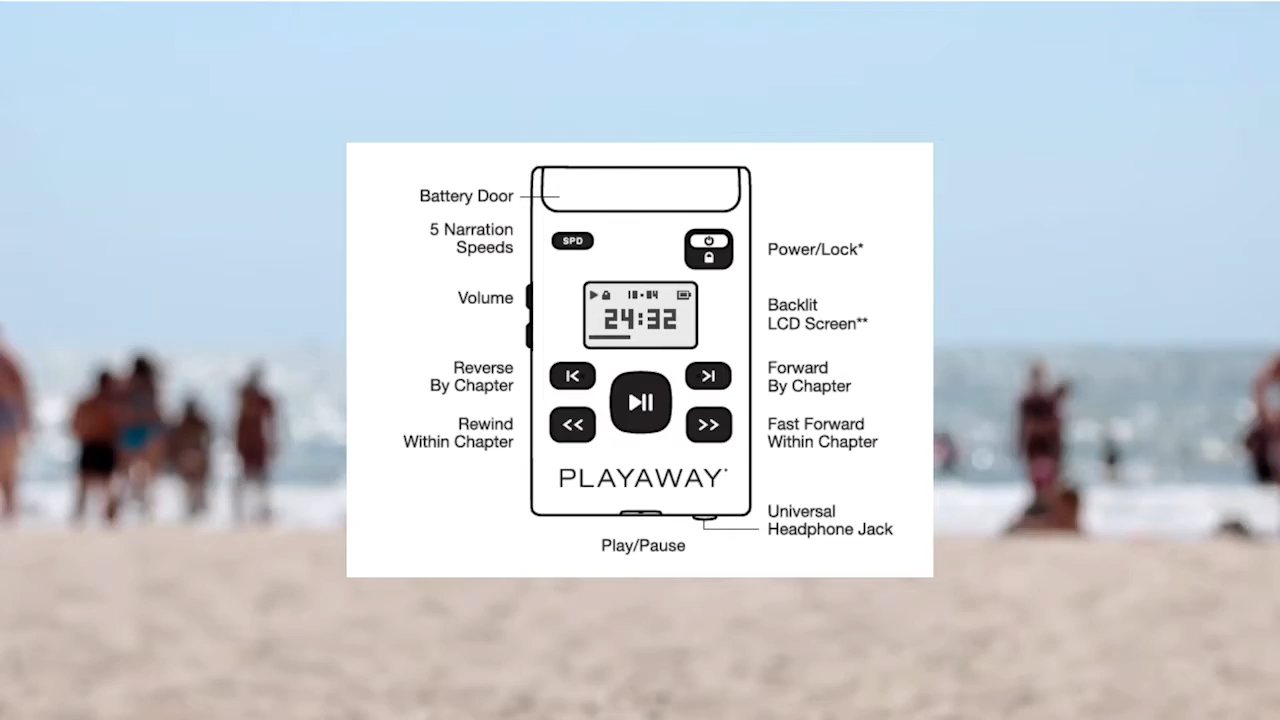 Battery Door
5 Narration
Speeds
SPD
Power/Lock*
Volume
10•04
24:32
Backlit
LCD Screen**
Reverse
By Chapter
Forward
By Chapter
Rewind
Within Chapter
<<
>>
Fast Forward
Within Chapter
PLAYAWAY
Universal
Headphone Jack
Play/Pause